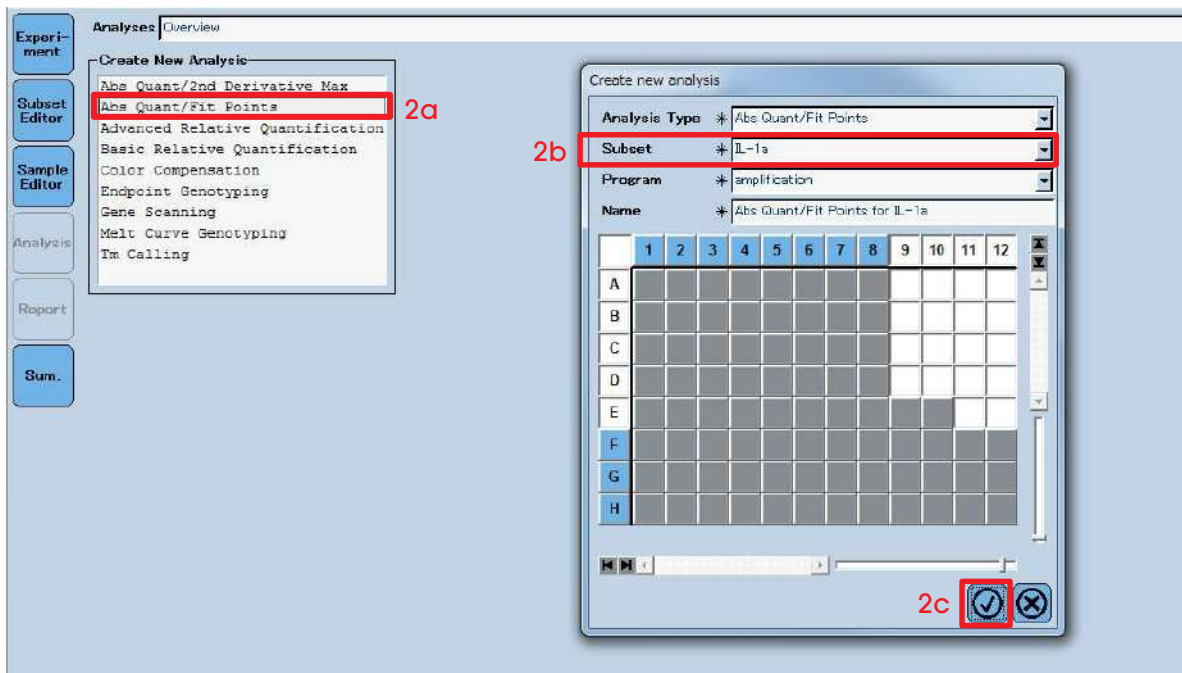 Analyses Overview
Experi-
ment
Subset
Editor
Sample
Editor
Analysis
Report
Sum.
Create New Analysis
Abs Quant/2nd Derivative Max
Abs Quant/Fit Points
2a
Advanced Relative Quantification
Basic Relative Quantification
Color Compensation
Endpoint Genotyping
Gene Scanning
Melt Curve Genotyping
Tm Calling
Create new analysis
Analysis Type * Abs Quant/Fit Points
2b
Subset * IL-1a
Program * amplification
Name * Abs Quant/Fit Points for IL-1a
1 2 3 4 5 6 7 8 9 10 11 12
A
B
C
D
E
F
G
H
2c